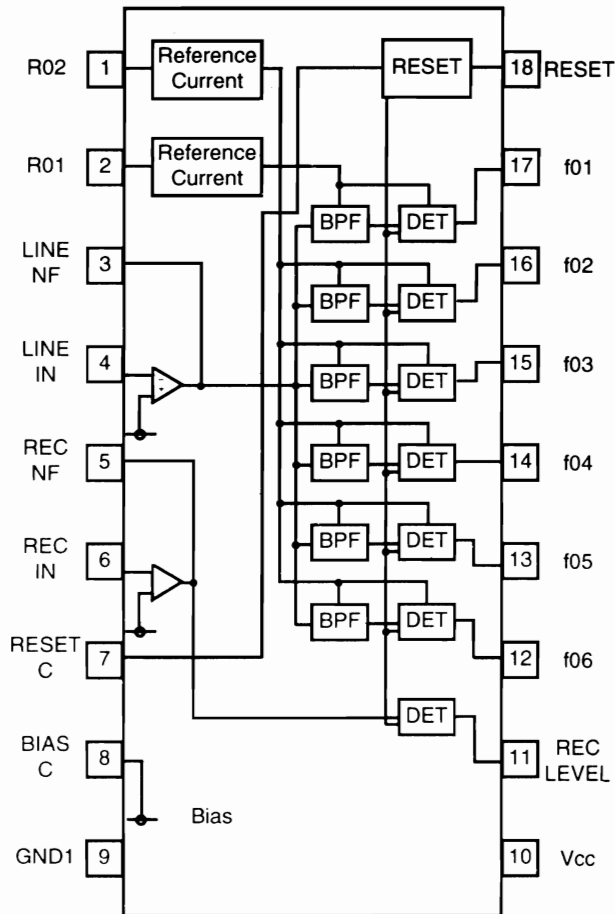 R02
1
Reference
Current
RESET
18
RESET
R01
2
Reference
Current
17
f01
BPF
DET
LINE
NF
3
16
f02
BPF
DET
LINE
IN
4
-
+
BPF
DET
15
f03
REC
NF
5
BPF
DET
14
f04
REC
IN
6
BPF
DET
13
f05
RESET
C
7
BPF
DET
12
f06
BIAS
C
8
DET
11
REC
LEVEL
Bias
GND1
9
10
Vcc